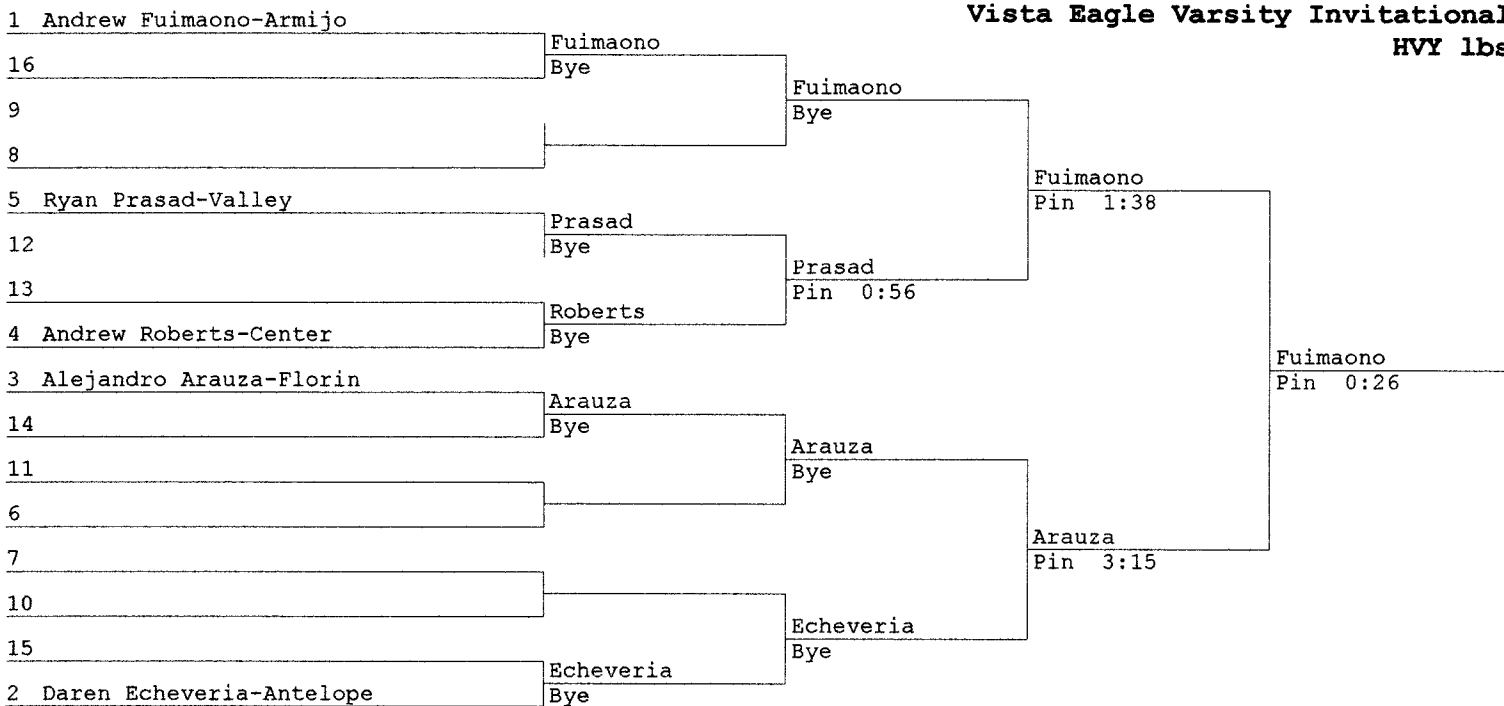 Vista Eagle Varsity Invitational
HVY lbs
1 Andrew Fuimaono-Armijo
16
9
8
5 Ryan Prasad-Valley
12
13
4 Andrew Roberts-Center
3 Alejandro Arauza-Florin
14
11
6
7
10
15
2 Daren Echeveria-Antelope
Fuimaono
Bye
Prasad
Bye
Roberts
Bye
Arauza
Bye
Echeveria
Bye
Fuimaono
Bye
Prasad
Pin 0:56
Arauza
Bye
Echeveria
Bye
Fuimaono
Pin 1:38
Arauza
Pin 3:15
Fuimaono
Pin 0:26